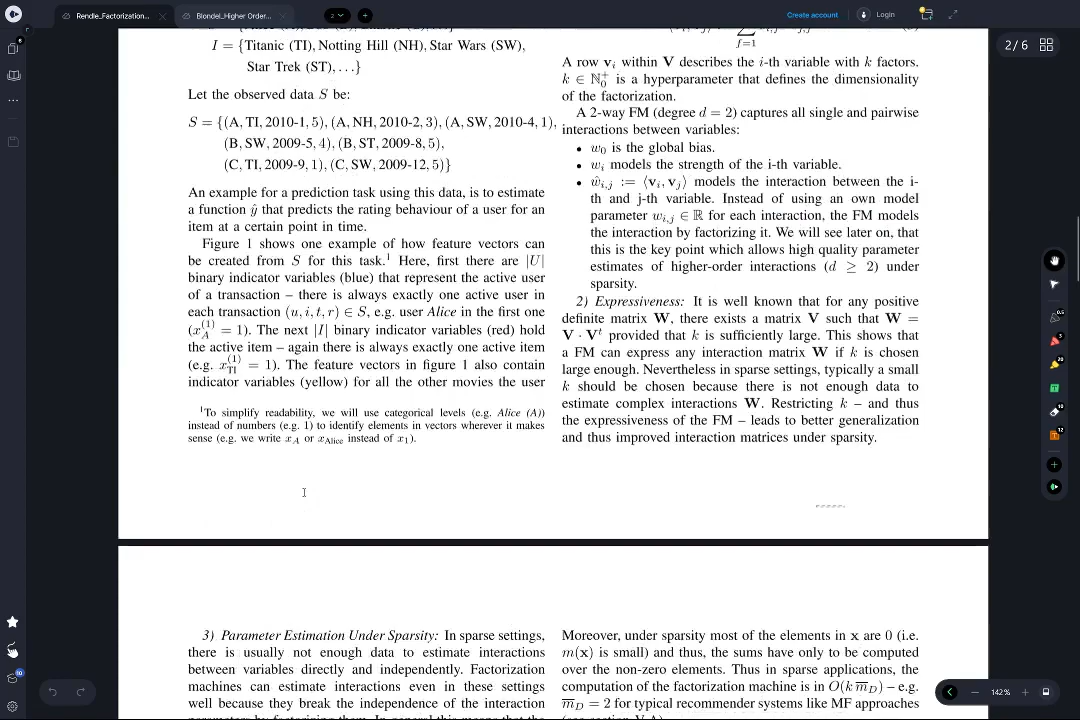 Rendle_Factorization...
Blondel_Higher Order...
2
Create account
Login
2/6
I = {Titanic (TI), Notting Hill (NH), Star Wars (SW),
Star Trek (ST), . . .}
Let the observed data S be:
S = {(A, TI, 2010-1, 5), (A, NH, 2010-2, 3), (A, SW, 2010-4, 1),
(B, SW, 2009-5, 4), (B, ST, 2009-8, 5),
(C, TI, 2009-9, 1), (C, SW, 2009-12, 5)}
An example for a prediction task using this data, is to estimate
a function ŷ that predicts the rating behaviour of a user for an
item at a certain point in time.
Figure 1 shows one example of how feature vectors can
be created from S for this task.¹ Here, first there are |U|
binary indicator variables (blue) that represent the active user
of a transaction – there is always exactly one active user in
each transaction (u, i, t, r) ∈ S, e.g. user Alice in the first one
(x_A^(1) = 1). The next |I| binary indicator variables (red) hold
the active item – again there is always exactly one active item
(e.g. x_TI^(1) = 1). The feature vectors in figure 1 also contain
indicator variables (yellow) for all the other movies the user
¹To simplify readability, we will use categorical levels (e.g. Alice (A))
instead of numbers (e.g. 1) to identify elements in vectors wherever it makes
sense (e.g. we write x_A or x_Alice instead of x_1).
f=1
A row v_i within V describes the i-th variable with k factors.
k ∈ ℕ_0^+ is a hyperparameter that defines the dimensionality
of the factorization.
A 2-way FM (degree d = 2) captures all single and pairwise
interactions between variables:
• w_0 is the global bias.
• w_i models the strength of the i-th variable.
• ŵ_i,j := ⟨v_i, v_j⟩ models the interaction between the i-
th and j-th variable. Instead of using an own model
parameter w_i,j ∈ ℝ for each interaction, the FM models
the interaction by factorizing it. We will see later on, that
this is the key point which allows high quality parameter
estimates of higher-order interactions (d ≥ 2) under
sparsity.
2) Expressiveness: It is well known that for any positive
definite matrix W, there exists a matrix V such that W =
V · V^t provided that k is sufficiently large. This shows that
a FM can express any interaction matrix W if k is chosen
large enough. Nevertheless in sparse settings, typically a small
k should be chosen because there is not enough data to
estimate complex interactions W. Restricting k – and thus
the expressiveness of the FM – leads to better generalization
and thus improved interaction matrices under sparsity.
3) Parameter Estimation Under Sparsity: In sparse settings,
there is usually not enough data to estimate interactions
between variables directly and independently. Factorization
machines can estimate interactions even in these settings
well because they break the independence of the interaction
parameters by factorizing them. In general this means that the
Moreover, under sparsity most of the elements in x are 0 (i.e.
m(x) is small) and thus, the sums have only to be computed
over the non-zero elements. Thus in sparse applications, the
computation of the factorization machine is in O(k m̄_D) – e.g.
m̄_D = 2 for typical recommender systems like MF approaches
(see section V-A).
142%